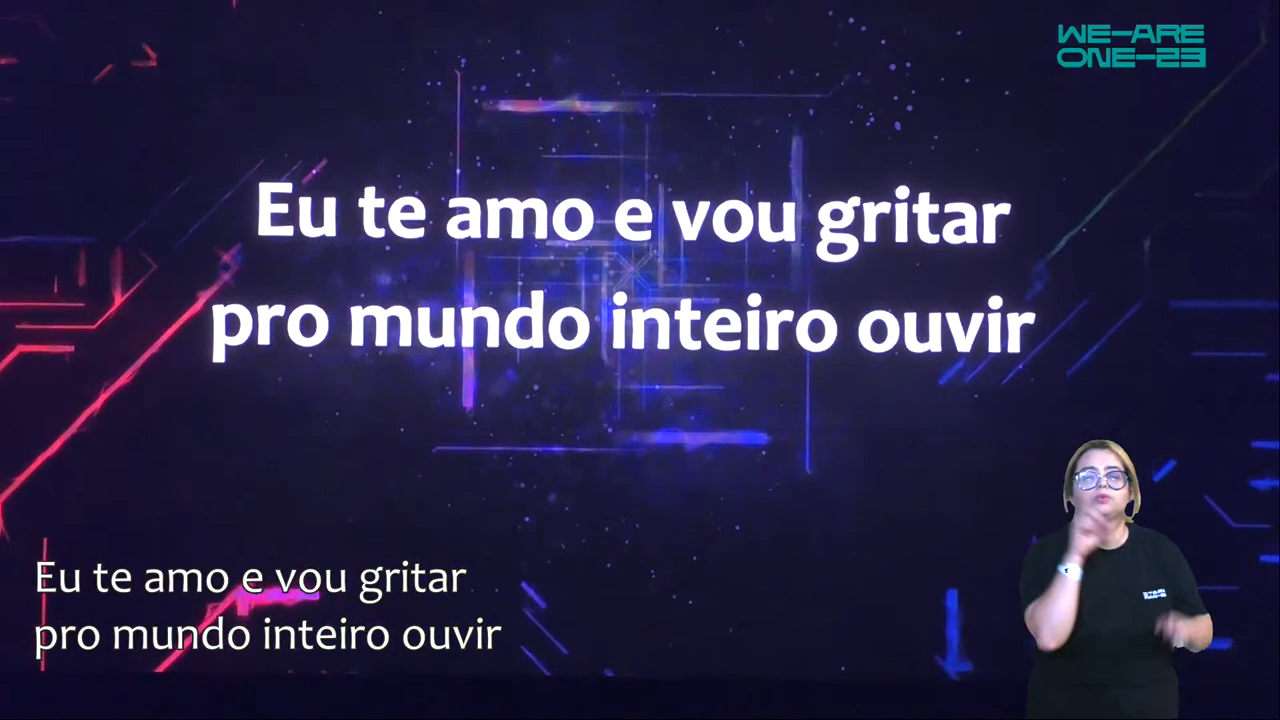 WE-ARE
ONE-23
Eu te amo e vou gritar
pro mundo inteiro ouvir
Eu te amo e vou gritar
pro mundo inteiro ouvir